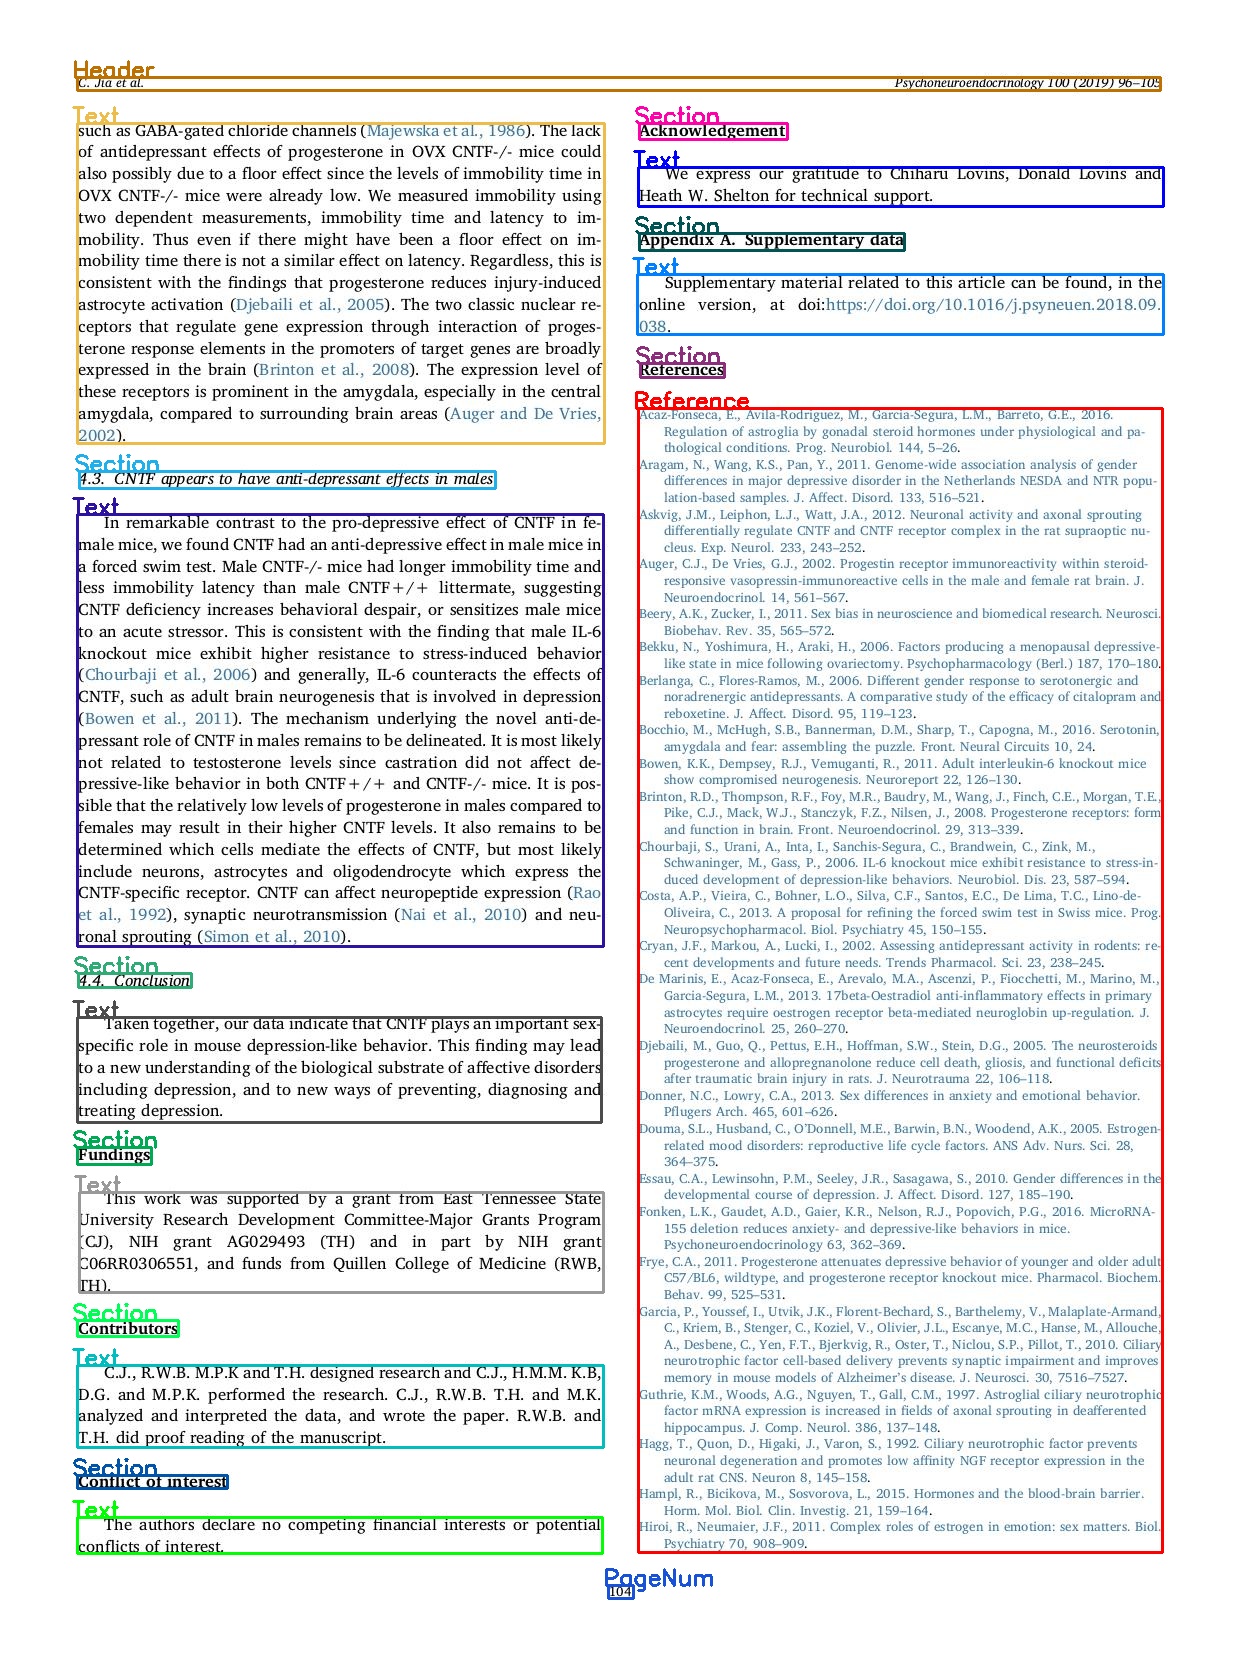 Header
C. Jia et al.
Psychoneuroendocrinology 100 (2019) 96–105
Text
such as GABA-gated chloride channels (Majewska et al., 1986). The lack
of antidepressant effects of progesterone in OVX CNTF-/- mice could
also possibly due to a floor effect since the levels of immobility time in
OVX CNTF-/- mice were already low. We measured immobility using
two dependent measurements, immobility time and latency to im-
mobility. Thus even if there might have been a floor effect on im-
mobility time there is not a similar effect on latency. Regardless, this is
consistent with the findings that progesterone reduces injury-induced
astrocyte activation (Djebaili et al., 2005). The two classic nuclear re-
ceptors that regulate gene expression through interaction of proges-
terone response elements in the promoters of target genes are broadly
expressed in the brain (Brinton et al., 2008). The expression level of
these receptors is prominent in the amygdala, especially in the central
amygdala, compared to surrounding brain areas (Auger and De Vries,
2002).
Section
4.3. CNTF appears to have anti-depressant effects in males
Text
In remarkable contrast to the pro-depressive effect of CNTF in fe-
male mice, we found CNTF had an anti-depressive effect in male mice in
a forced swim test. Male CNTF-/- mice had longer immobility time and
less immobility latency than male CNTF+/+ littermate, suggesting
CNTF deficiency increases behavioral despair, or sensitizes male mice
to an acute stressor. This is consistent with the finding that male IL-6
knockout mice exhibit higher resistance to stress-induced behavior
(Chourbaji et al., 2006) and generally, IL-6 counteracts the effects of
CNTF, such as adult brain neurogenesis that is involved in depression
(Bowen et al., 2011). The mechanism underlying the novel anti-de-
pressant role of CNTF in males remains to be delineated. It is most likely
not related to testosterone levels since castration did not affect de-
pressive-like behavior in both CNTF+/+ and CNTF-/- mice. It is pos-
sible that the relatively low levels of progesterone in males compared to
females may result in their higher CNTF levels. It also remains to be
determined which cells mediate the effects of CNTF, but most likely
include neurons, astrocytes and oligodendrocyte which express the
CNTF-specific receptor. CNTF can affect neuropeptide expression (Rao
et al., 1992), synaptic neurotransmission (Nai et al., 2010) and neu-
ronal sprouting (Simon et al., 2010).
Section
4.4. Conclusion
Text
Taken together, our data indicate that CNTF plays an important sex-
specific role in mouse depression-like behavior. This finding may lead
to a new understanding of the biological substrate of affective disorders
including depression, and to new ways of preventing, diagnosing and
treating depression.
Section
Fundings
Text
This work was supported by a grant from East Tennessee State
University Research Development Committee-Major Grants Program
(CJ), NIH grant AG029493 (TH) and in part by NIH grant
C06RR0306551, and funds from Quillen College of Medicine (RWB,
TH).
Section
Contributors
Text
C.J., R.W.B. M.P.K and T.H. designed research and C.J., H.M.M. K.B,
D.G. and M.P.K. performed the research. C.J., R.W.B. T.H. and M.K.
analyzed and interpreted the data, and wrote the paper. R.W.B. and
T.H. did proof reading of the manuscript.
Section
Conflict of interest
Text
The authors declare no competing financial interests or potential
conflicts of interest.
Section
Acknowledgement
Text
We express our gratitude to Chiharu Lovins, Donald Lovins and
Heath W. Shelton for technical support.
Section
Appendix A. Supplementary data
Text
Supplementary material related to this article can be found, in the
online version, at doi:https://doi.org/10.1016/j.psyneuen.2018.09.
038.
Section
References
Reference
Acaz-Fonseca, E., Avila-Rodriguez, M., Garcia-Segura, L.M., Barreto, G.E., 2016.
Regulation of astroglia by gonadal steroid hormones under physiological and pa-
thological conditions. Prog. Neurobiol. 144, 5–26.
Aragam, N., Wang, K.S., Pan, Y., 2011. Genome-wide association analysis of gender
differences in major depressive disorder in the Netherlands NESDA and NTR popu-
lation-based samples. J. Affect. Disord. 133, 516–521.
Askvig, J.M., Leiphon, L.J., Watt, J.A., 2012. Neuronal activity and axonal sprouting
differentially regulate CNTF and CNTF receptor complex in the rat supraoptic nu-
cleus. Exp. Neurol. 233, 243–252.
Auger, C.J., De Vries, G.J., 2002. Progestin receptor immunoreactivity within steroid-
responsive vasopressin-immunoreactive cells in the male and female rat brain. J.
Neuroendocrinol. 14, 561–567.
Beery, A.K., Zucker, I., 2011. Sex bias in neuroscience and biomedical research. Neurosci.
Biobehav. Rev. 35, 565–572.
Bekku, N., Yoshimura, H., Araki, H., 2006. Factors producing a menopausal depressive-
like state in mice following ovariectomy. Psychopharmacology (Berl.) 187, 170–180.
Berlanga, C., Flores-Ramos, M., 2006. Different gender response to serotonergic and
noradrenergic antidepressants. A comparative study of the efficacy of citalopram and
reboxetine. J. Affect. Disord. 95, 119–123.
Bocchio, M., McHugh, S.B., Bannerman, D.M., Sharp, T., Capogna, M., 2016. Serotonin,
amygdala and fear: assembling the puzzle. Front. Neural Circuits 10, 24.
Bowen, K.K., Dempsey, R.J., Vemuganti, R., 2011. Adult interleukin-6 knockout mice
show compromised neurogenesis. Neuroreport 22, 126–130.
Brinton, R.D., Thompson, R.F., Foy, M.R., Baudry, M., Wang, J., Finch, C.E., Morgan, T.E.,
Pike, C.J., Mack, W.J., Stanczyk, F.Z., Nilsen, J., 2008. Progesterone receptors: form
and function in brain. Front. Neuroendocrinol. 29, 313–339.
Chourbaji, S., Urani, A., Inta, I., Sanchis-Segura, C., Brandwein, C., Zink, M.,
Schwaninger, M., Gass, P., 2006. IL-6 knockout mice exhibit resistance to stress-in-
duced development of depression-like behaviors. Neurobiol. Dis. 23, 587–594.
Costa, A.P., Vieira, C., Bohner, L.O., Silva, C.F., Santos, E.C., De Lima, T.C., Lino-de-
Oliveira, C., 2013. A proposal for refining the forced swim test in Swiss mice. Prog.
Neuropsychopharmacol. Biol. Psychiatry 45, 150–155.
Cryan, J.F., Markou, A., Lucki, I., 2002. Assessing antidepressant activity in rodents: re-
cent developments and future needs. Trends Pharmacol. Sci. 23, 238–245.
De Marinis, E., Acaz-Fonseca, E., Arevalo, M.A., Ascenzi, P., Fiocchetti, M., Marino, M.,
Garcia-Segura, L.M., 2013. 17beta-Oestradiol anti-inflammatory effects in primary
astrocytes require oestrogen receptor beta-mediated neuroglobin up-regulation. J.
Neuroendocrinol. 25, 260–270.
Djebaili, M., Guo, Q., Pettus, E.H., Hoffman, S.W., Stein, D.G., 2005. The neurosteroids
progesterone and allopregnanolone reduce cell death, gliosis, and functional deficits
after traumatic brain injury in rats. J. Neurotrauma 22, 106–118.
Donner, N.C., Lowry, C.A., 2013. Sex differences in anxiety and emotional behavior.
Pflugers Arch. 465, 601–626.
Douma, S.L., Husband, C., O’Donnell, M.E., Barwin, B.N., Woodend, A.K., 2005. Estrogen-
related mood disorders: reproductive life cycle factors. ANS Adv. Nurs. Sci. 28,
364–375.
Essau, C.A., Lewinsohn, P.M., Seeley, J.R., Sasagawa, S., 2010. Gender differences in the
developmental course of depression. J. Affect. Disord. 127, 185–190.
Fonken, L.K., Gaudet, A.D., Gaier, K.R., Nelson, R.J., Popovich, P.G., 2016. MicroRNA-
155 deletion reduces anxiety- and depressive-like behaviors in mice.
Psychoneuroendocrinology 63, 362–369.
Frye, C.A., 2011. Progesterone attenuates depressive behavior of younger and older adult
C57/BL6, wildtype, and progesterone receptor knockout mice. Pharmacol. Biochem.
Behav. 99, 525–531.
Garcia, P., Youssef, I., Utvik, J.K., Florent-Bechard, S., Barthelemy, V., Malaplate-Armand,
C., Kriem, B., Stenger, C., Koziel, V., Olivier, J.L., Escanye, M.C., Hanse, M., Allouche,
A., Desbene, C., Yen, F.T., Bjerkvig, R., Oster, T., Niclou, S.P., Pillot, T., 2010. Ciliary
neurotrophic factor cell-based delivery prevents synaptic impairment and improves
memory in mouse models of Alzheimer’s disease. J. Neurosci. 30, 7516–7527.
Guthrie, K.M., Woods, A.G., Nguyen, T., Gall, C.M., 1997. Astroglial ciliary neurotrophic
factor mRNA expression is increased in fields of axonal sprouting in deafferented
hippocampus. J. Comp. Neurol. 386, 137–148.
Hagg, T., Quon, D., Higaki, J., Varon, S., 1992. Ciliary neurotrophic factor prevents
neuronal degeneration and promotes low affinity NGF receptor expression in the
adult rat CNS. Neuron 8, 145–158.
Hampl, R., Bicikova, M., Sosvorova, L., 2015. Hormones and the blood-brain barrier.
Horm. Mol. Biol. Clin. Investig. 21, 159–164.
Hiroi, R., Neumaier, J.F., 2011. Complex roles of estrogen in emotion: sex matters. Biol.
Psychiatry 70, 908–909.
PageNum
104